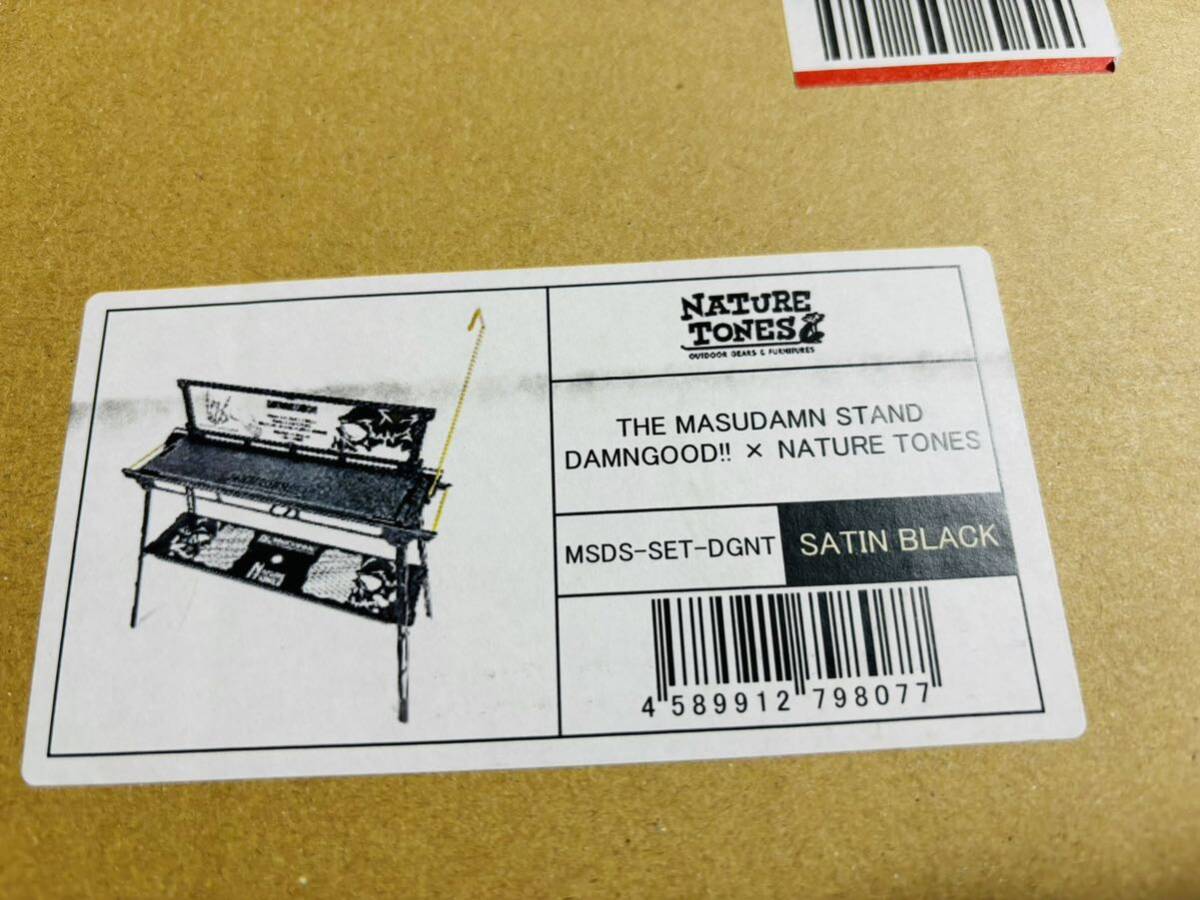 NATURE
TONES
OUTDOOR GEARS & FURNITURES
THE MASUDAMN STAND
DAMNGOOD!! × NATURE TONES
MSDS-SET-DGNT
SATIN BLACK
4 589912 798077